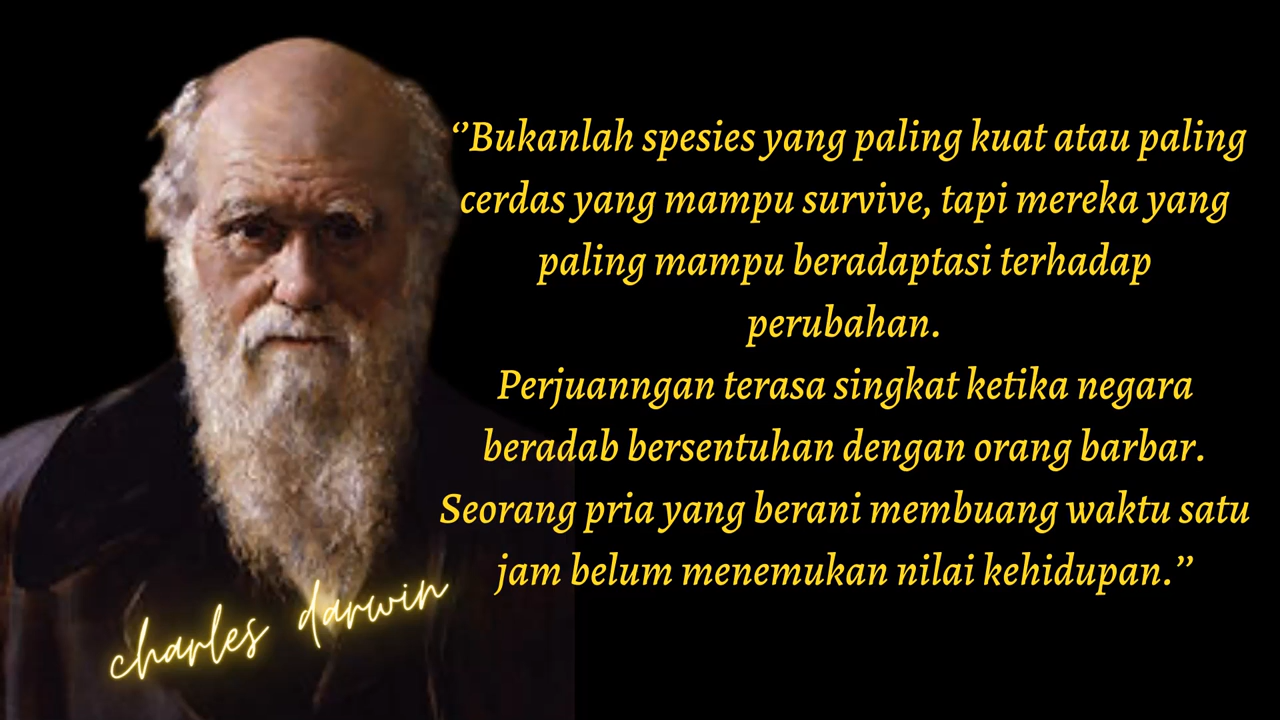 “Bukanlah spesies yang paling kuat atau paling
cerdas yang mampu survive, tapi mereka yang
paling mampu beradaptasi terhadap
perubahan.
Perjuanngan terasa singkat ketika negara
beradab bersentuhan dengan orang barbar.
Seorang pria yang berani membuang waktu satu
jam belum menemukan nilai kehidupan.”
charles darwin